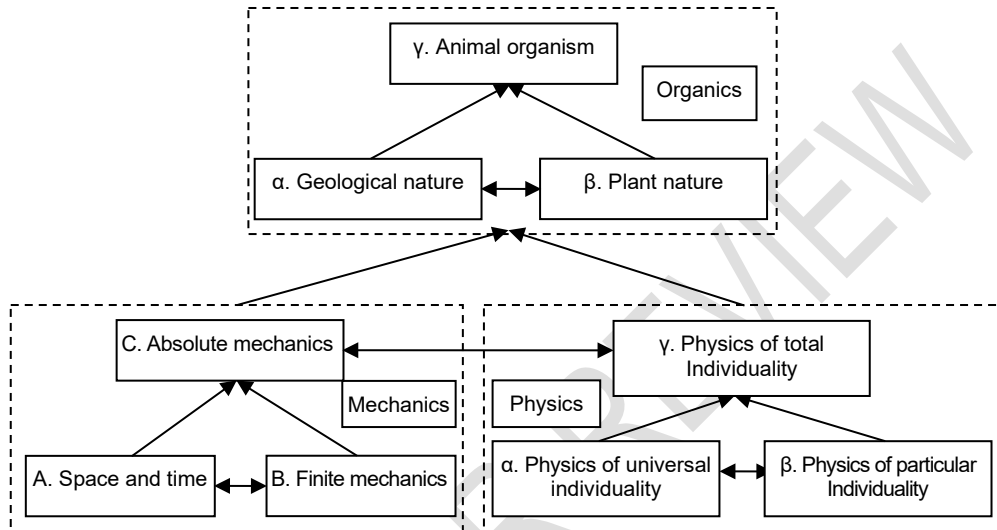 γ. Animal organism
Organics
α. Geological nature
β. Plant nature
C. Absolute mechanics
γ. Physics of total
Individuality
Mechanics
Physics
A. Space and time
B. Finite mechanics
α. Physics of universal
individuality
β. Physics of particular
Individuality
REVIEW